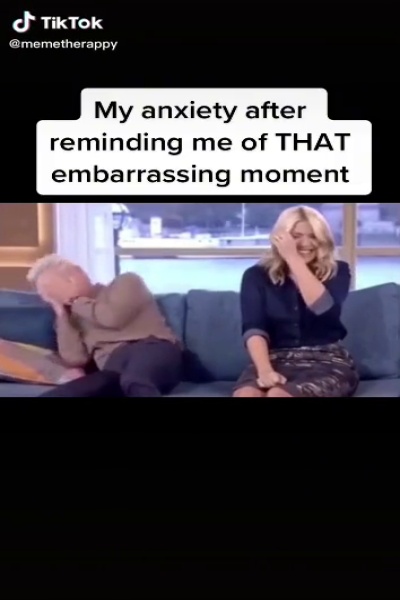 TikTok
@memetherappy
My anxiety after
reminding me of THAT
embarrassing moment